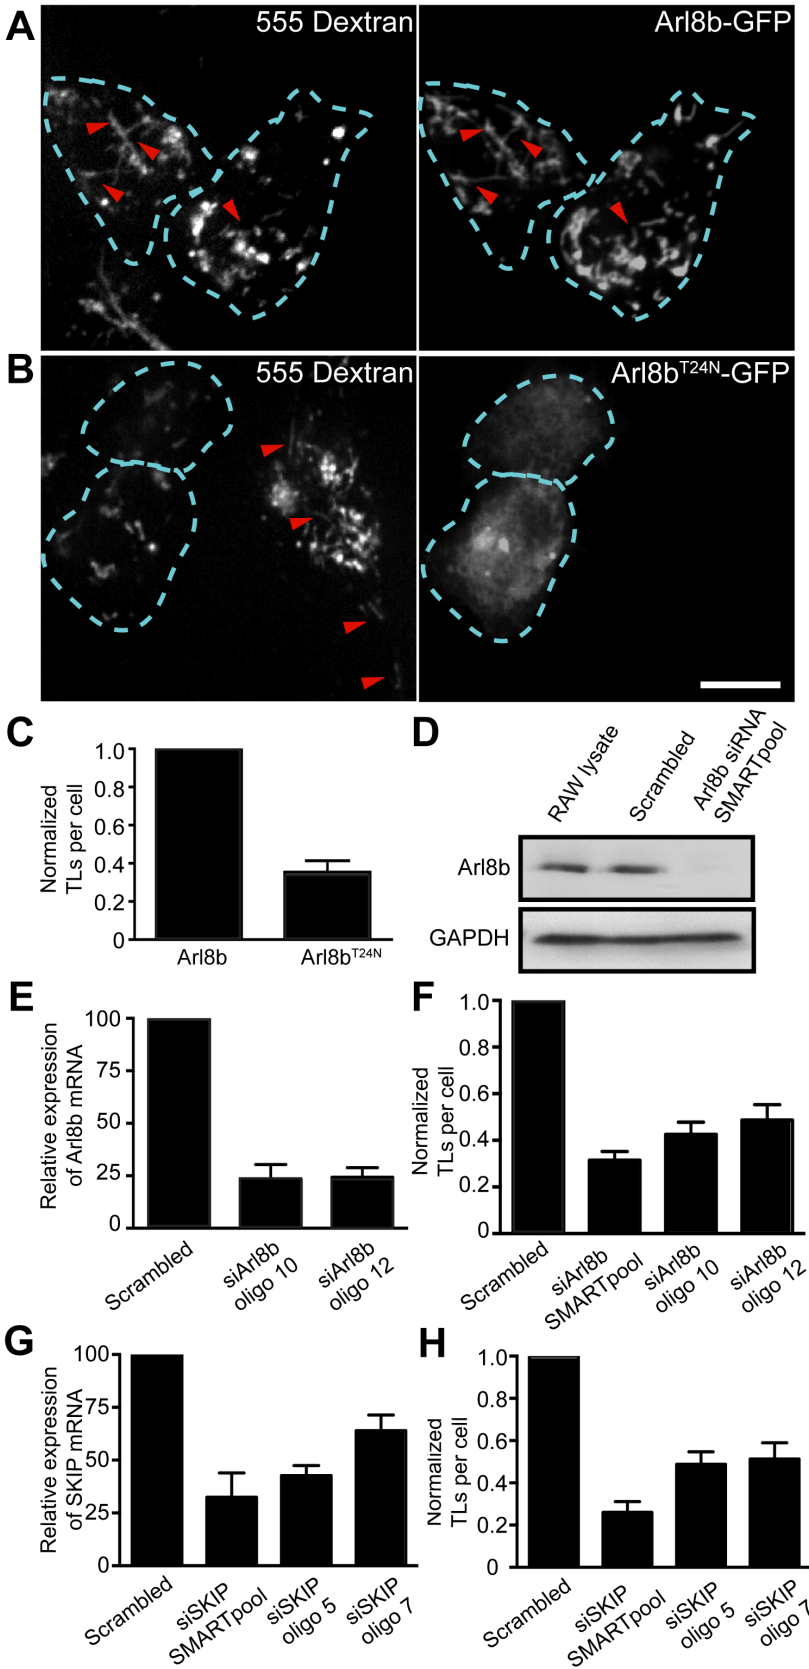 A
555 Dextran
Arl8b-GFP
B
555 Dextran
Arl8bT24N-GFP
C
Normalized
TLs per cell
1.0
0.8
0.6
0.4
0.2
0
Arl8b
Arl8bT24N
D
RAW lysate
Scrambled
Arl8b siRNA
SMARTpool
Arl8b
GAPDH
E
Relative expression
of Arl8b mRNA
100
75
50
25
0
Scrambled
siArl8b
oligo 10
siArl8b
oligo 12
F
Normalized
TLs per cell
1.0
0.8
0.6
0.4
0.2
0
Scrambled
siArl8b
SMARTpool
siArl8b
oligo 10
siArl8b
oligo 12
G
Relative expression
of SKIP mRNA
100
75
50
25
0
Scrambled
siSKIP
SMARTpool
siSKIP
oligo 5
siSKIP
oligo 7
H
Normalized
TLs per cell
1.0
0.8
0.6
0.4
0.2
0
Scrambled
siSKIP
SMARTpool
siSKIP
oligo 5
siSKIP
oligo 7